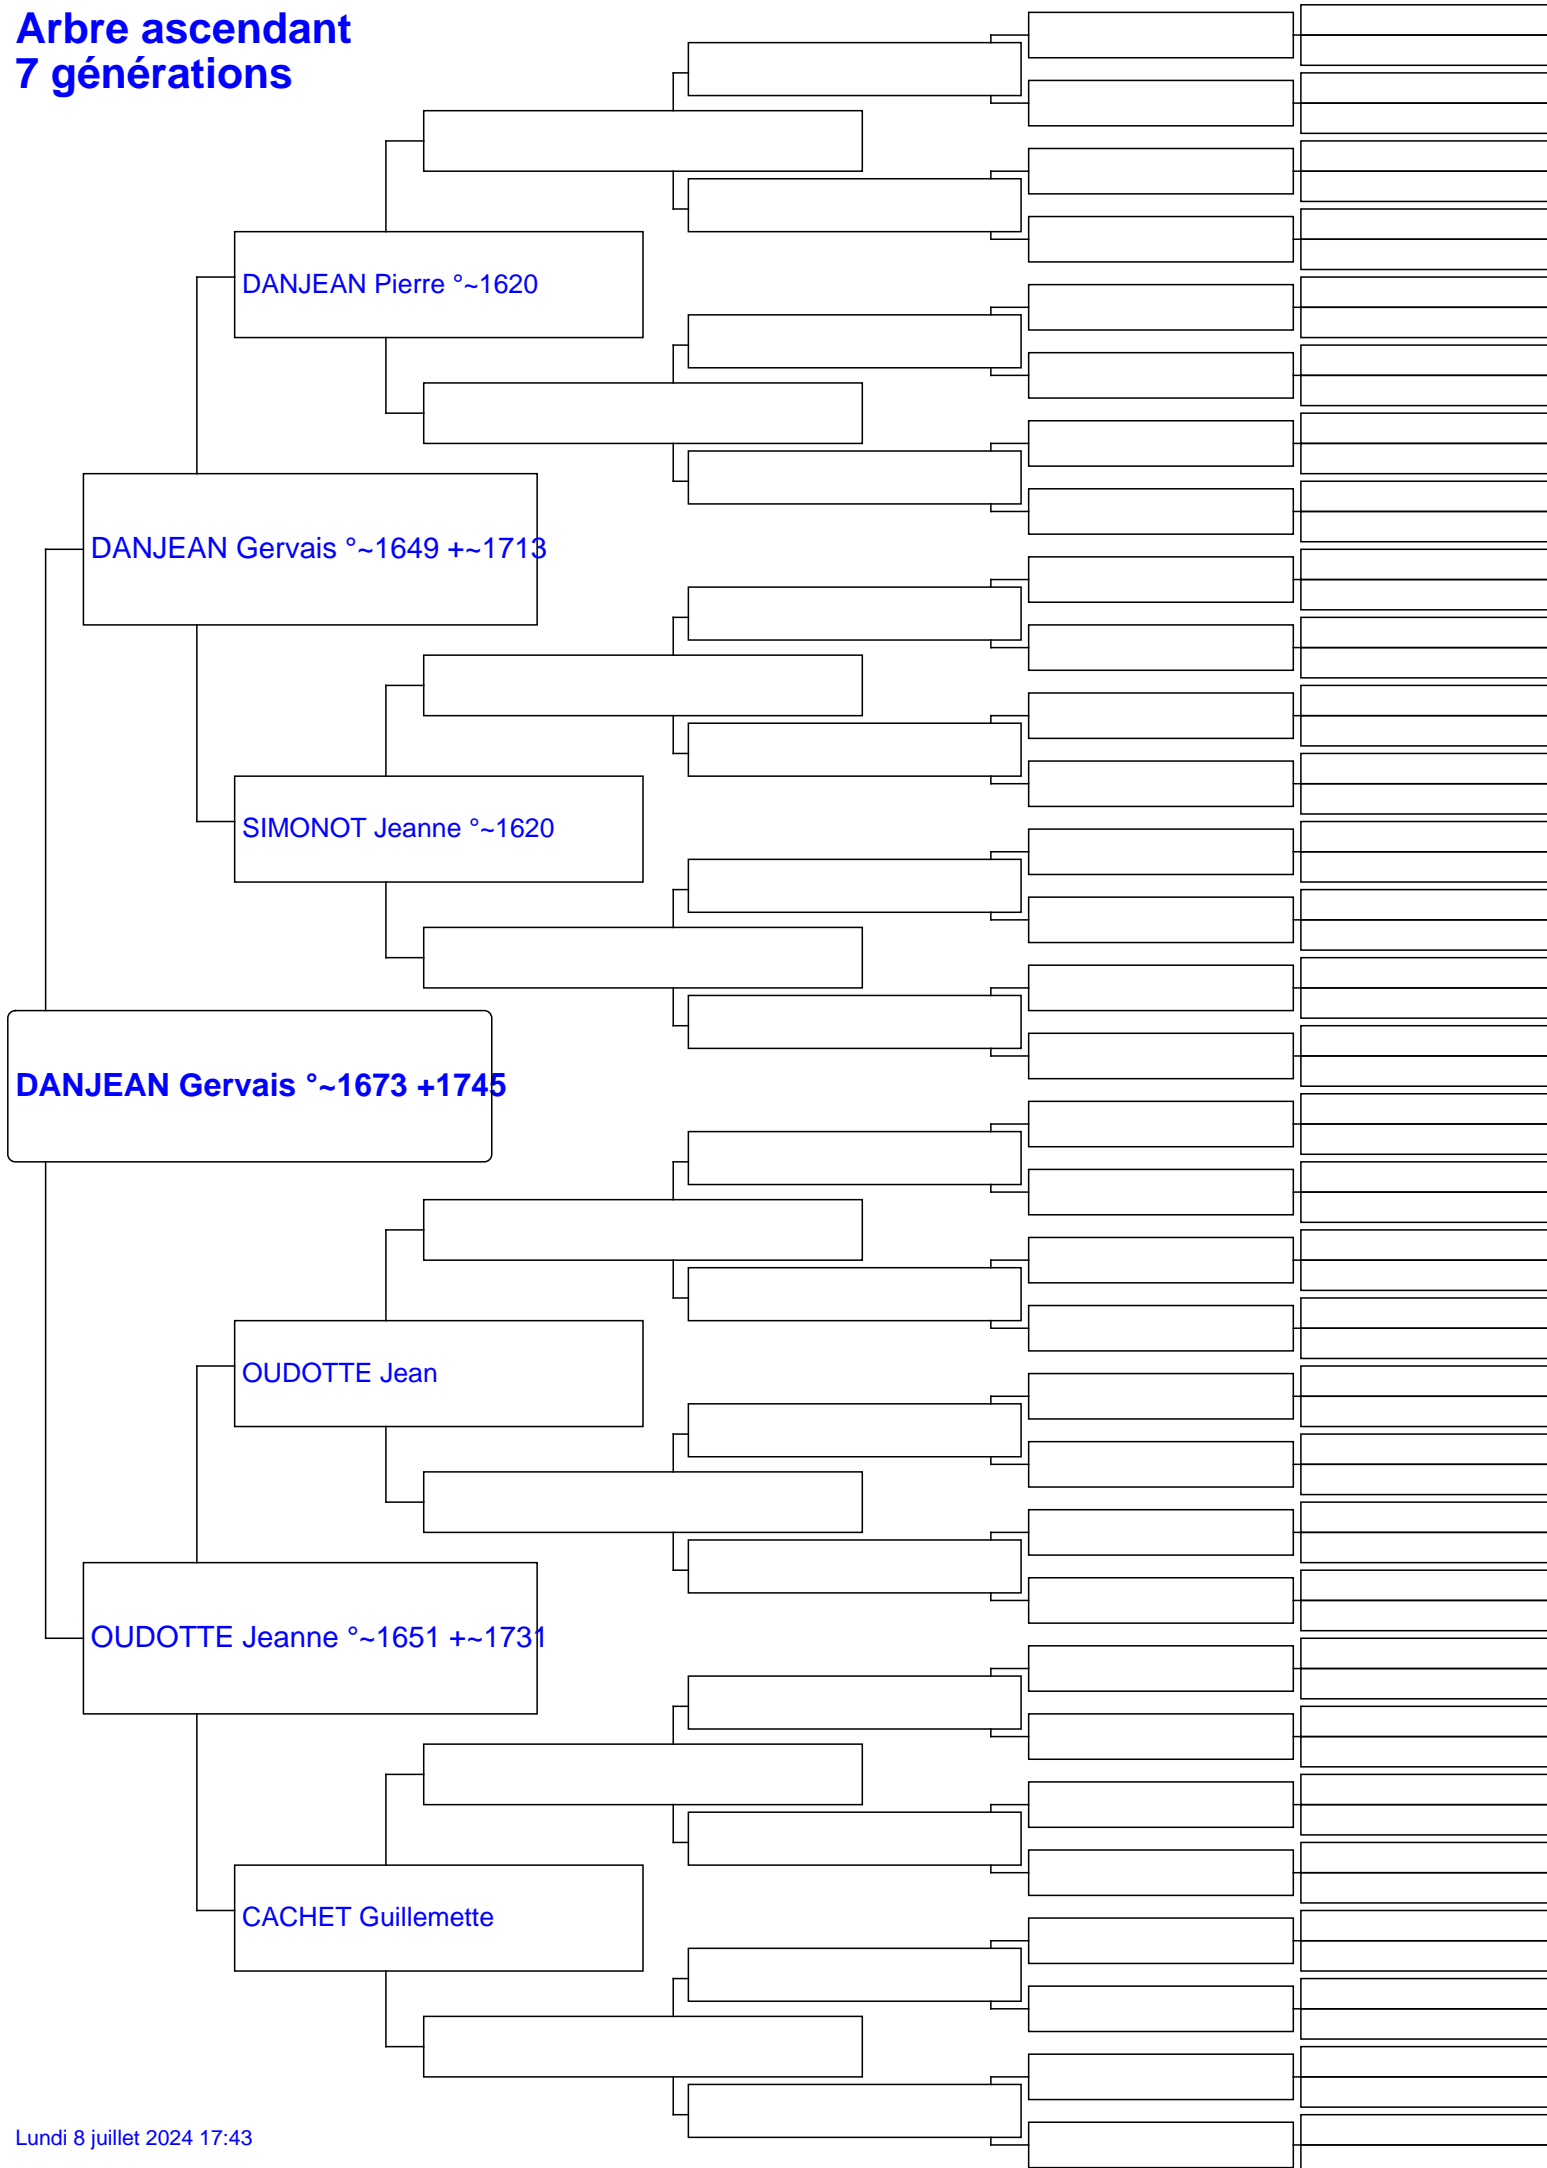 Arbre ascendant
7 générations
DANJEAN Pierre °~1620
DANJEAN Gervais °~1649 +~1713
SIMONOT Jeanne °~1620
DANJEAN Gervais °~1673 +1745
OUDOTTE Jean
OUDOTTE Jeanne °~1651 +~1731
CACHET Guillemette
Lundi 8 juillet 2024 17:43